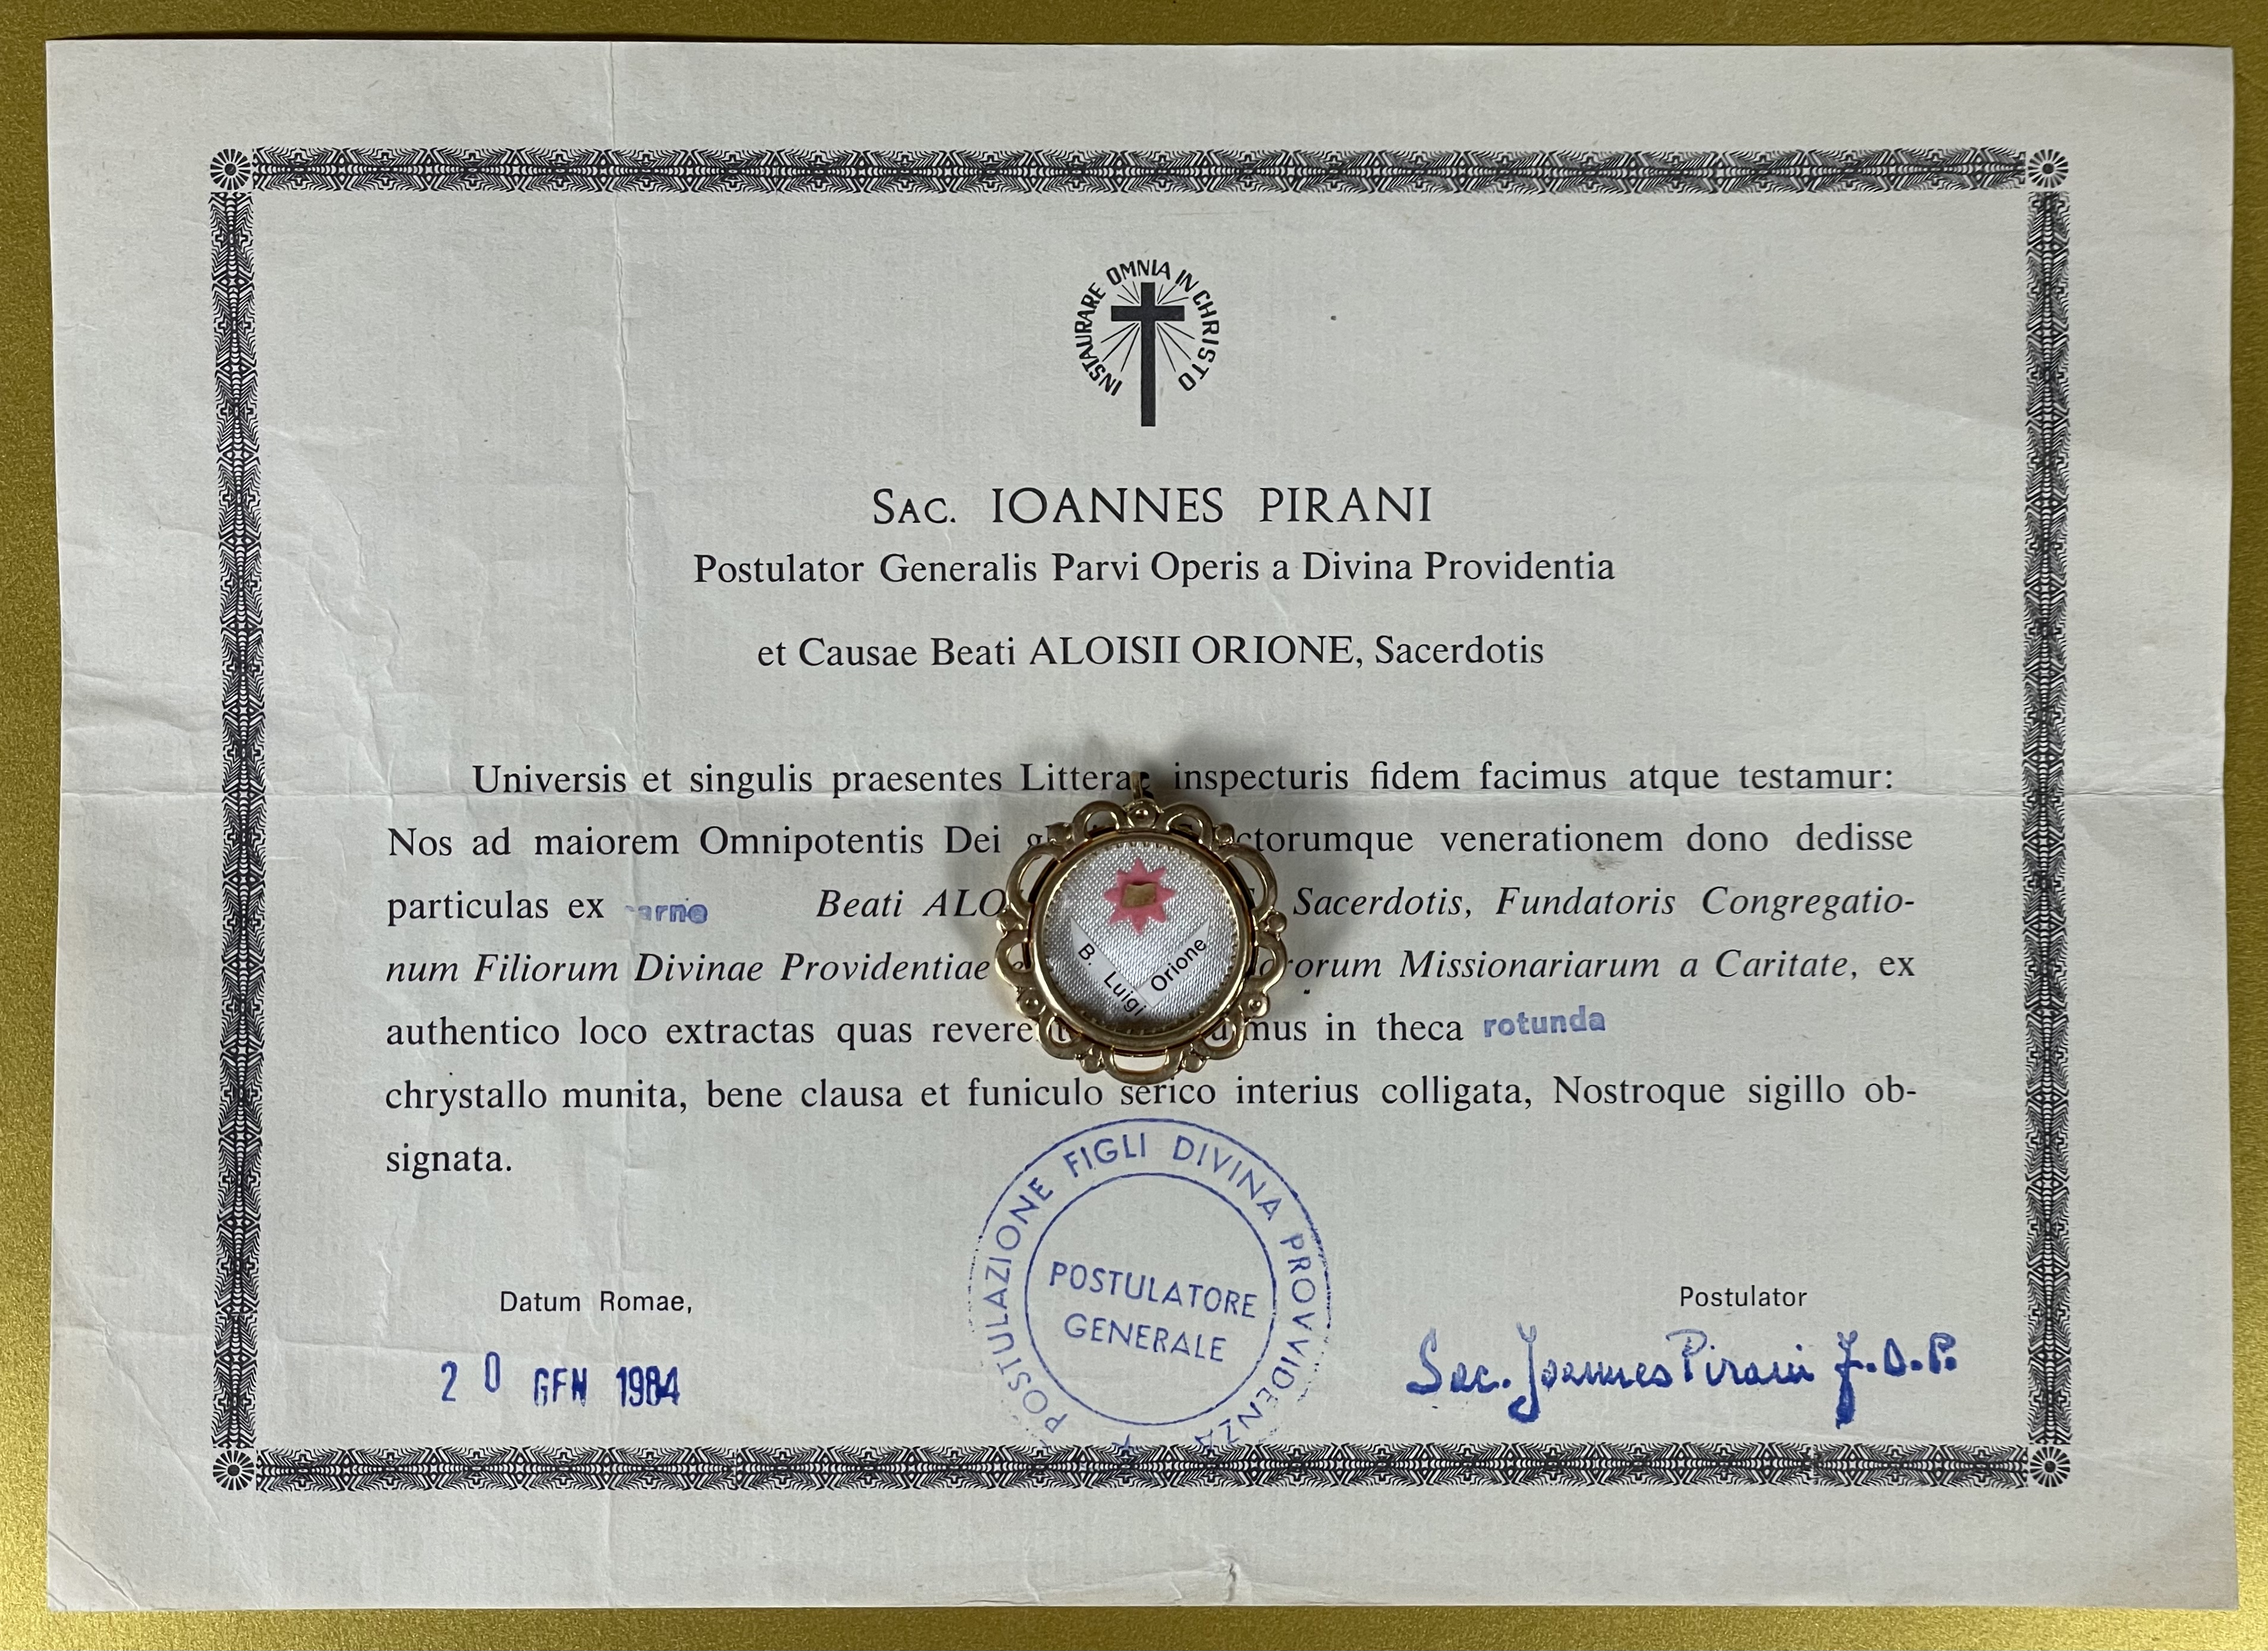 INSTAURARE OMNIA IN CHRISTO
SAC. IOANNES PIRANI
Postulator Generalis Parvi Operis a Divina Providentia
et Causae Beati ALOISII ORIONE, Sacerdotis
Universis et singulis praesentes Litterae inspecturis fidem facimus atque testamur:
Nos ad maiorem Omnipotentis Dei ctorumque venerationem dono dedisse
particulas ex carne Beati ALO Sacerdotis, Fundatoris Congregatio-
num Filiorum Divinae Providentiae rorum Missionariarum a Caritate, ex
authentico loco extractas quas revere mus in theca rotunda
chrystallo munita, bene clausa et funiculo serico interius colligata, Nostroque sigillo ob-
signata.
B. Luigi Orione
POSTULAZIONE FIGLI DIVINA PROVVIDENZA
POSTULATORE
GENERALE
Datum Romae,
20 GEN 1984
Postulator
Sac. Joannes Pirani F.D.P.